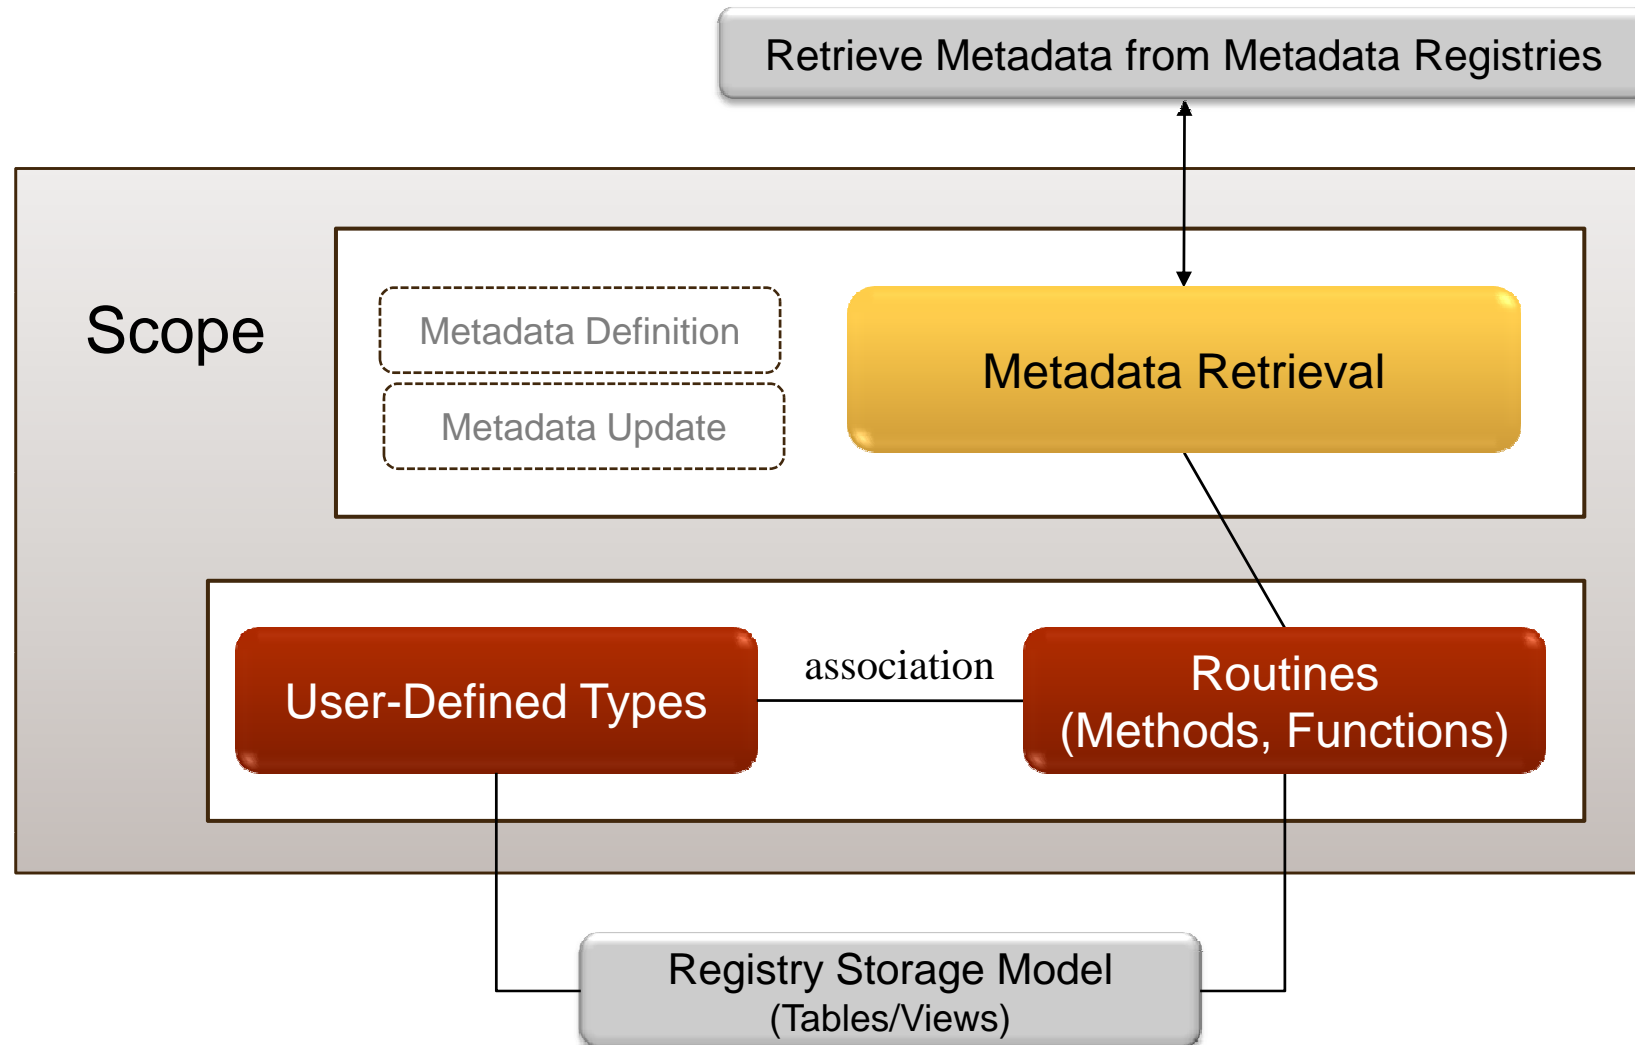 Retrieve Metadata from Metadata Registries
Scope
Metadata Definition
Metadata Update
Metadata Retrieval
User-Defined Types
association
Routines
(Methods, Functions)
Registry Storage Model
(Tables/Views)